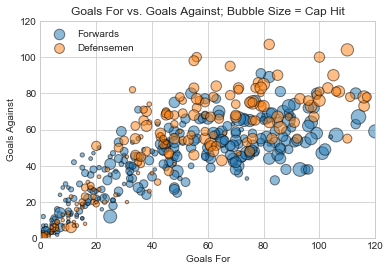 Goals For vs. Goals Against; Bubble Size = Cap Hit
120
100
80
60
40
20
0
Goals Against
Forwards
Defensemen
0 20 40 60 80 100 120
Goals For